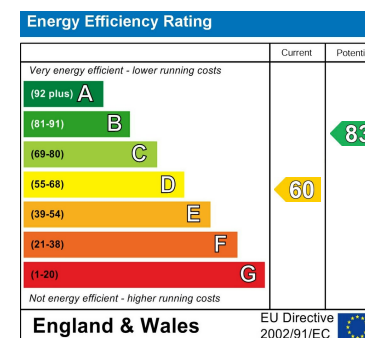 Energy Efficiency Rating
Current
Very energy efficient - lower running costs
(92 plus) A
(81-91) B
83
(69-80) C
(55-68) D
60
(39-54) E
(21-38) F
(1-20) G
Not energy efficient - higher running costs
England & Wales
EU Directive
2002/91/EC